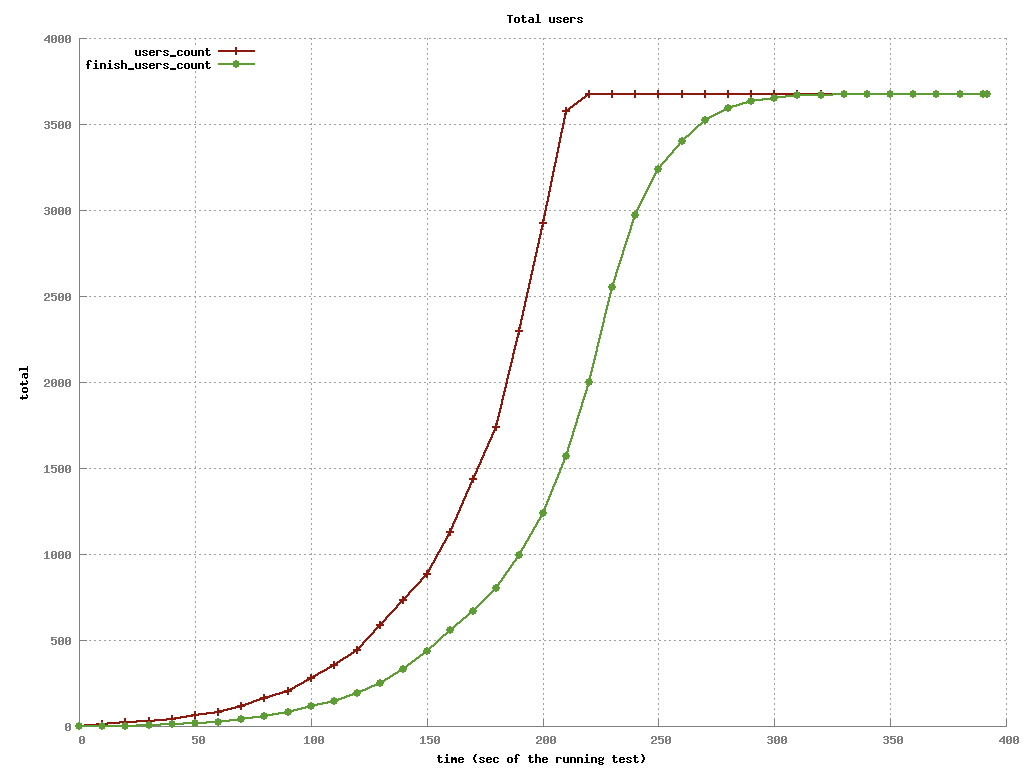 Total users
users_count
finish_users_count
4000
3500
3000
2500
2000
1500
1000
500
0
total
0 50 100 150 200 250 300 350 400
time (sec of the running test)